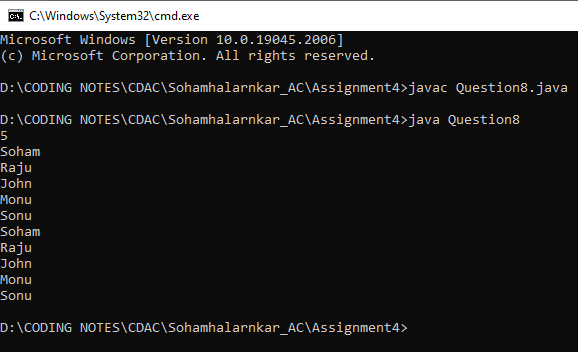 C:\Windows\System32\cmd.exe
Microsoft Windows [Version 10.0.19045.2006]
(c) Microsoft Corporation. All rights reserved.
D:\CODING NOTES\CDAC\Sohamhalarnkar_AC\Assignment4>javac Question8.java
D:\CODING NOTES\CDAC\Sohamhalarnkar_AC\Assignment4>java Question8
5
Soham
Raju
John
Monu
Sonu
Soham
Raju
John
Monu
Sonu
D:\CODING NOTES\CDAC\Sohamhalarnkar_AC\Assignment4>